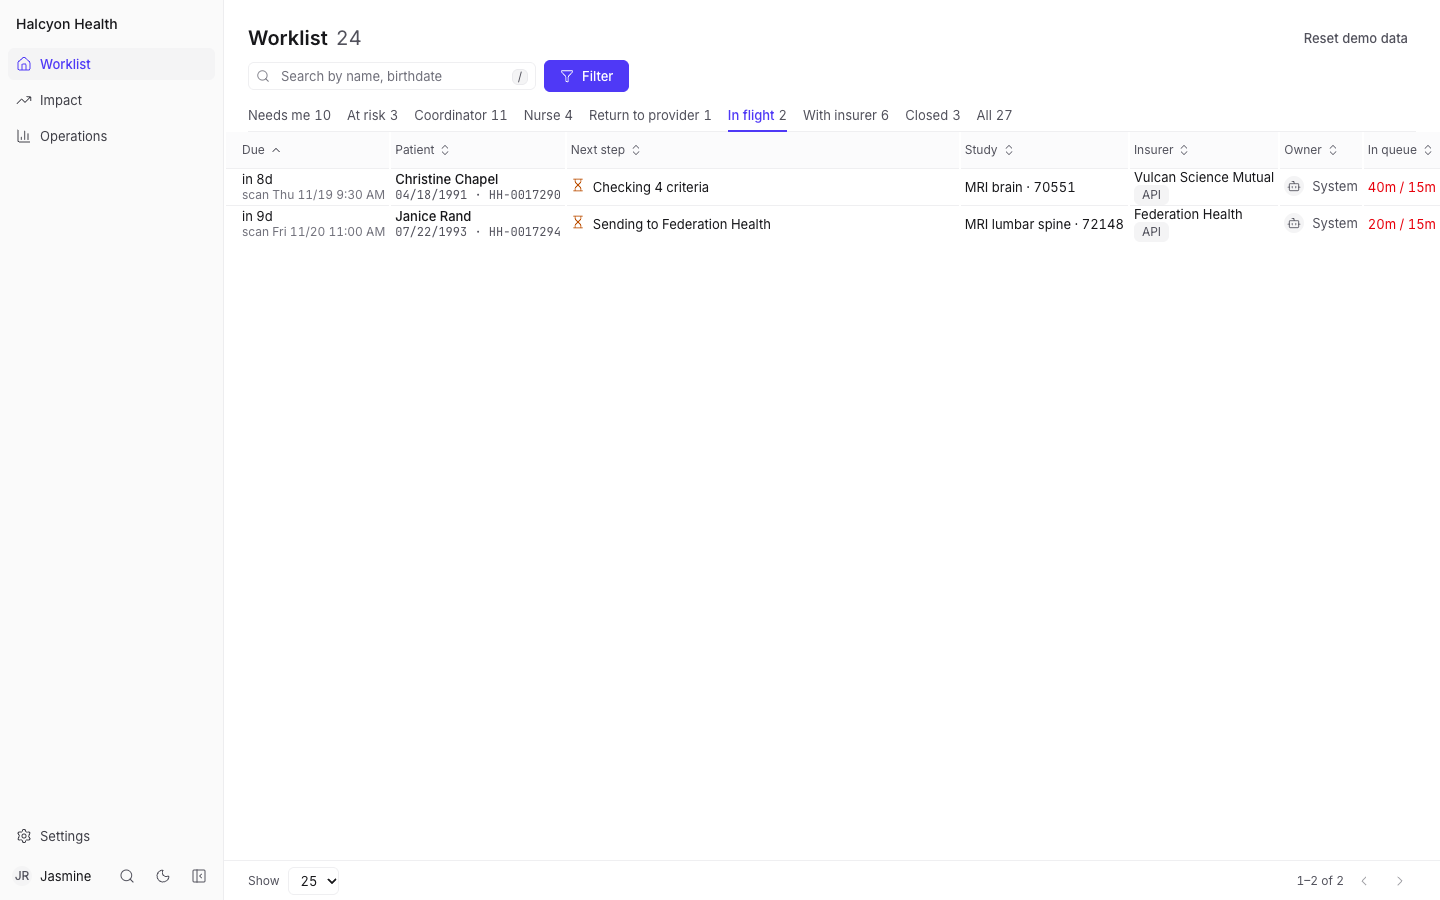 Halcyon Health
Worklist
Impact
Operations
Settings
JR Jasmine
Worklist 24
Reset demo data
Search by name, birthdate /
Filter
Needs me 10 At risk 3 Coordinator 11 Nurse 4 Return to provider 1 In flight 2 With insurer 6 Closed 3 All 27
Due Patient Next step Study Insurer Owner In queue
in 8d Christine Chapel Checking 4 criteria MRI brain · 70551 Vulcan Science Mutual System 40m / 15m
scan Thu 11/19 9:30 AM 04/18/1991 · HH-0017290 API
in 9d Janice Rand Sending to Federation Health MRI lumbar spine · 72148 Federation Health System 20m / 15m
scan Fri 11/20 11:00 AM 07/22/1993 · HH-0017294 API
Show 25 1–2 of 2